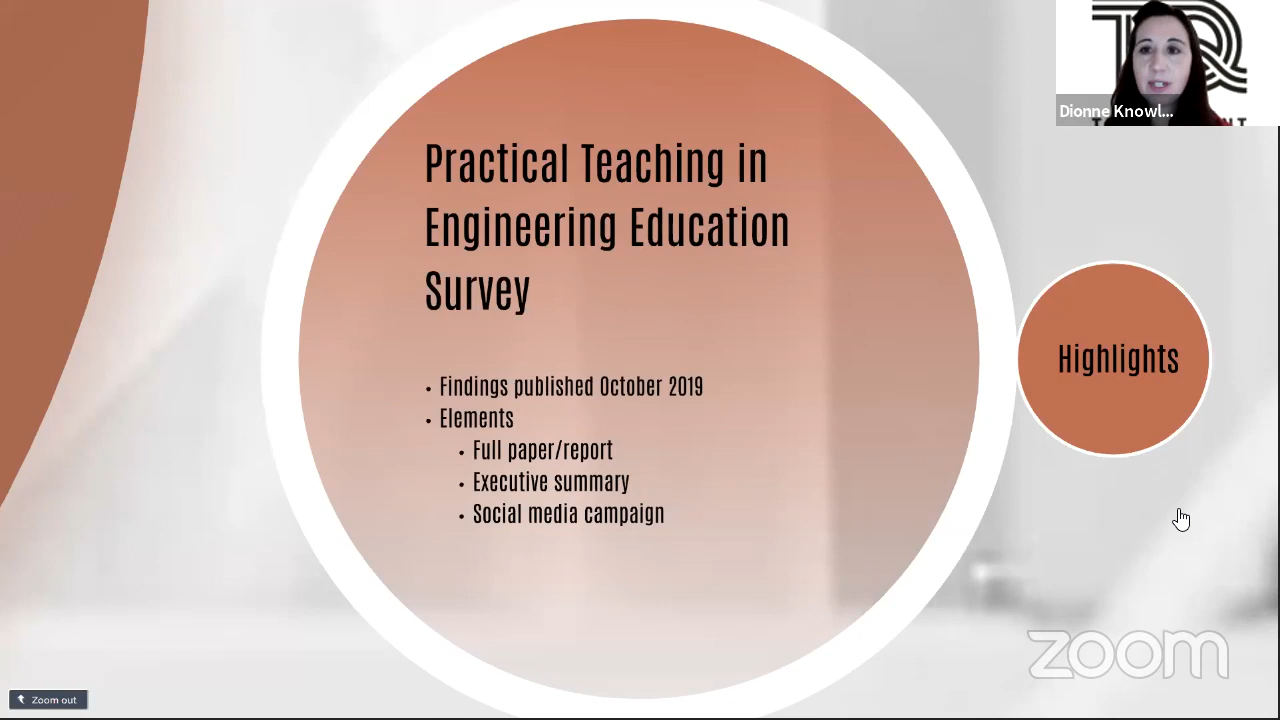 Practical Teaching in
Engineering Education
Survey
• Findings published October 2019
• Elements
• Full paper/report
• Executive summary
• Social media campaign
Highlights
Dionne Knowl...
TQ
zoom
Zoom out